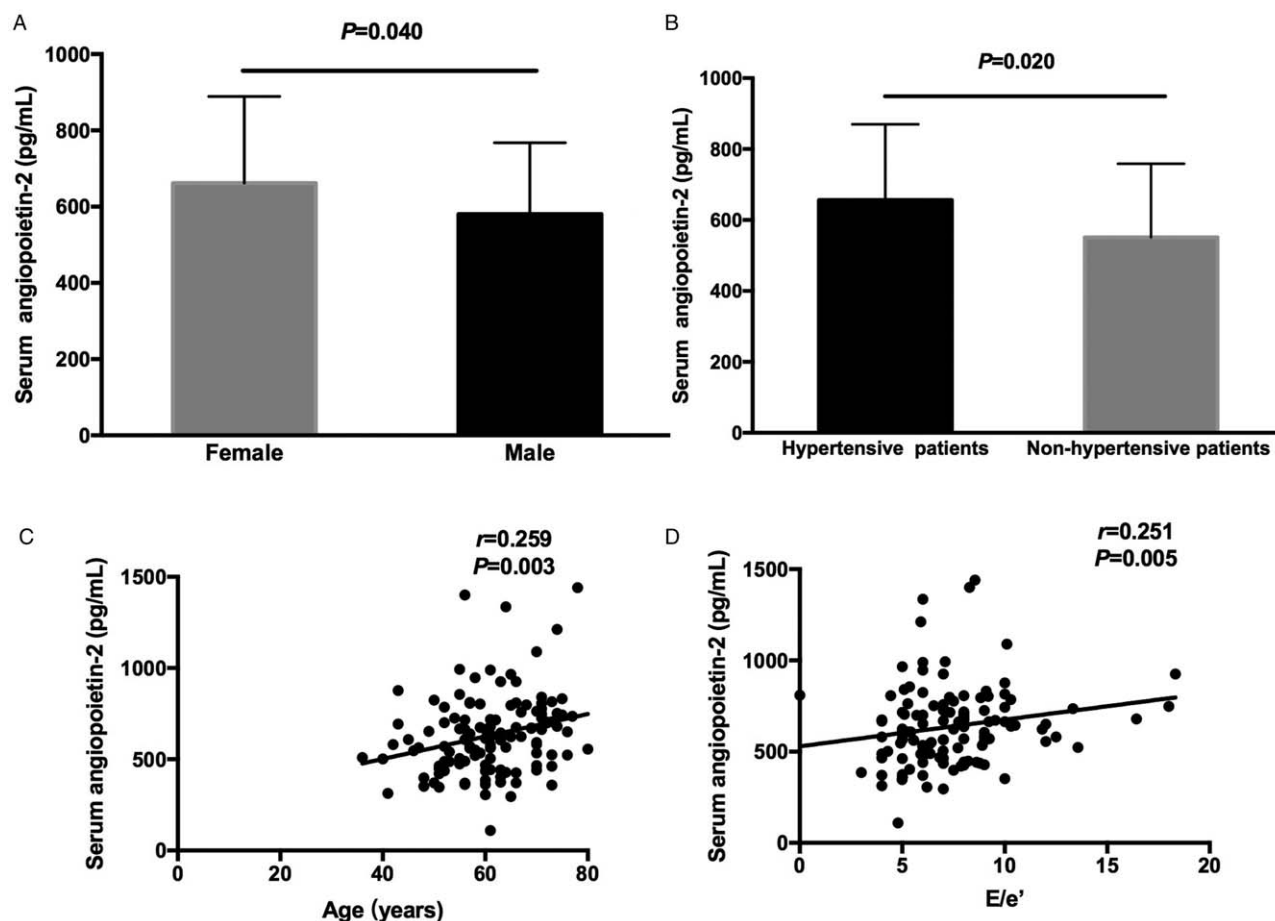 A
P=0.040
Serum angiopoietin-2 (pg/mL)
1000
800
600
400
200
0
Female Male
B
P=0.020
Serum angiopoietin-2 (pg/mL)
1000
800
600
400
200
0
Hypertensive patients Non-hypertensive patients
C
r=0.259
P=0.003
Serum angiopoietin-2 (pg/mL)
1500
1000
500
0
0 20 40 60 80
Age (years)
D
r=0.251
P=0.005
Serum angiopoietin-2 (pg/mL)
1500
1000
500
0
0 5 10 15 20
E/e'